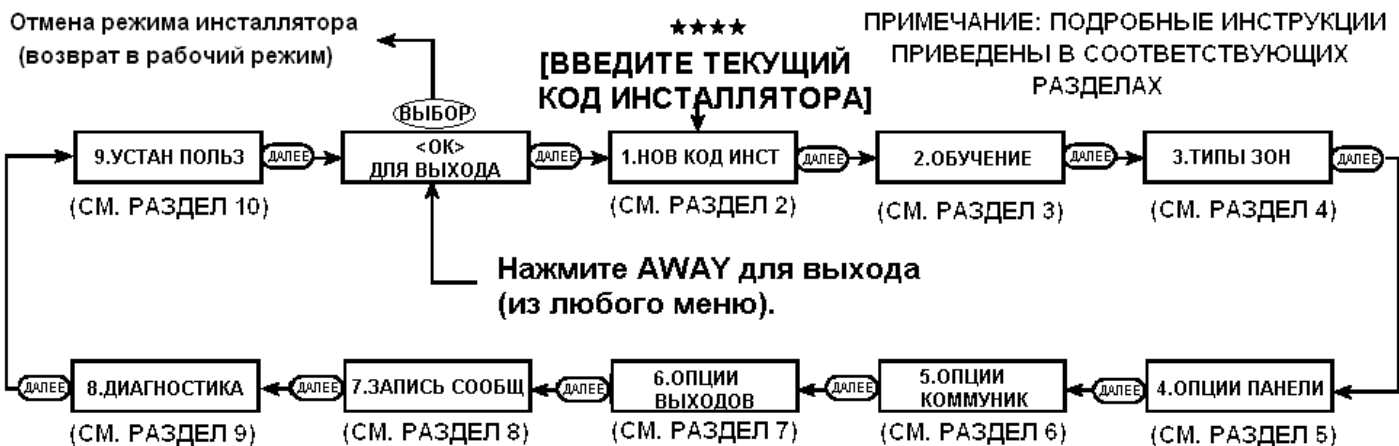 Отмена режима инсталлятора
(возврат в рабочий режим)
★★★★
[ВВЕДИТЕ ТЕКУЩИЙ
КОД ИНСТАЛЛЯТОРА]
ПРИМЕЧАНИЕ: ПОДРОБНЫЕ ИНСТРУКЦИИ
ПРИВЕДЕНЫ В СООТВЕТСТВУЮЩИХ
РАЗДЕЛАХ
ВЫБОР
9.УСТАН ПОЛЬЗ
ДАЛЕЕ
<ОК>
ДЛЯ ВЫХОДА
ДАЛЕЕ
1.НОВ КОД ИНСТ
ДАЛЕЕ
2.ОБУЧЕНИЕ
ДАЛЕЕ
3.ТИПЫ ЗОН
ДАЛЕЕ
(СМ. РАЗДЕЛ 10)
(СМ. РАЗДЕЛ 2)
(СМ. РАЗДЕЛ 3)
(СМ. РАЗДЕЛ 4)
Нажмите AWAY для выхода
(из любого меню).
ДАЛЕЕ
8.ДИАГНОСТИКА
ДАЛЕЕ
7.ЗАПИСЬ СООБЩ
ДАЛЕЕ
6.ОПЦИИ
ВЫХОДОВ
ДАЛЕЕ
5.ОПЦИИ
КОММУНИК
ДАЛЕЕ
4.ОПЦИИ ПАНЕЛИ
(СМ. РАЗДЕЛ 9)
(СМ. РАЗДЕЛ 8)
(СМ. РАЗДЕЛ 7)
(СМ. РАЗДЕЛ 6)
(СМ. РАЗДЕЛ 5)